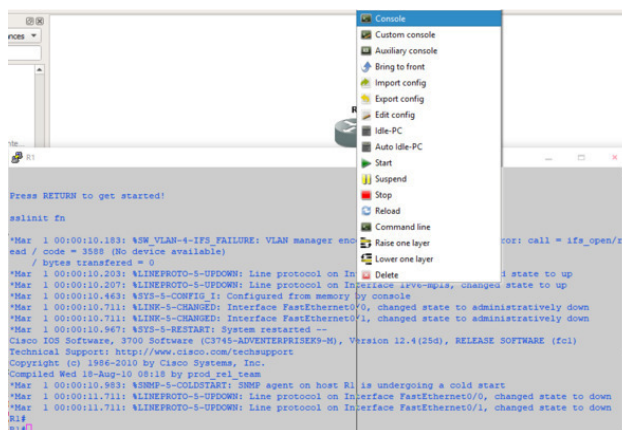 ances
Console
Custom console
Auxiliary console
Bring to front
Import config
Export config
Edit config
Idle-PC
Auto Idle-PC
Start
Suspend
Stop
Reload
Command line
Raise one layer
Lower one layer
Delete
R
nte...
R1
Press RETURN to get started!
sslinit fn
*Mar 1 00:00:10.183: %SW_VLAN-4-IFS_FAILURE: VLAN manager enc ror: call = ifs_open/r
ead / code = 3588 (No device available)
/ bytes transfered = 0
*Mar 1 00:00:10.203: %LINEPROTO-5-UPDOWN: Line protocol on In d state to up
*Mar 1 00:00:10.207: %LINEPROTO-5-UPDOWN: Line protocol on Interface IPv6-mpls, changed state to up
*Mar 1 00:00:10.463: %SYS-5-CONFIG_I: Configured from memory by console
*Mar 1 00:00:10.711: %LINK-5-CHANGED: Interface FastEthernet0/0, changed state to administratively down
*Mar 1 00:00:10.711: %LINK-5-CHANGED: Interface FastEthernet0/1, changed state to administratively down
*Mar 1 00:00:10.967: %SYS-5-RESTART: System restarted --
Cisco IOS Software, 3700 Software (C3745-ADVENTERPRISEK9-M), Version 12.4(25d), RELEASE SOFTWARE (fc1)
Technical Support: http://www.cisco.com/techsupport
Copyright (c) 1986-2010 by Cisco Systems, Inc.
Compiled Wed 18-Aug-10 08:18 by prod_rel_team
*Mar 1 00:00:10.983: %SNMP-5-COLDSTART: SNMP agent on host R1 is undergoing a cold start
*Mar 1 00:00:11.711: %LINEPROTO-5-UPDOWN: Line protocol on Interface FastEthernet0/0, changed state to down
*Mar 1 00:00:11.711: %LINEPROTO-5-UPDOWN: Line protocol on Interface FastEthernet0/1, changed state to down
R1#
R1#